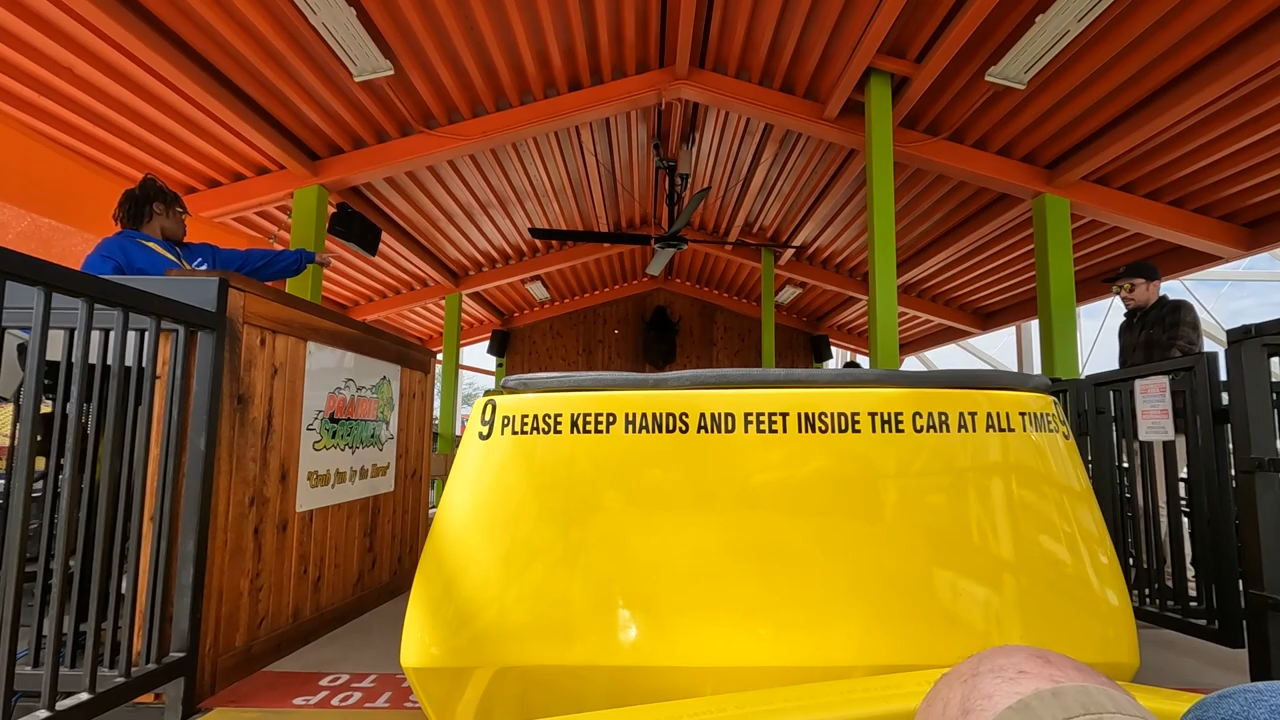 9 PLEASE KEEP HANDS AND FEET INSIDE THE CAR AT ALL TIMES 9
PRAIRIE
SCREAMER
"Grab fun by the Horns"
STOP